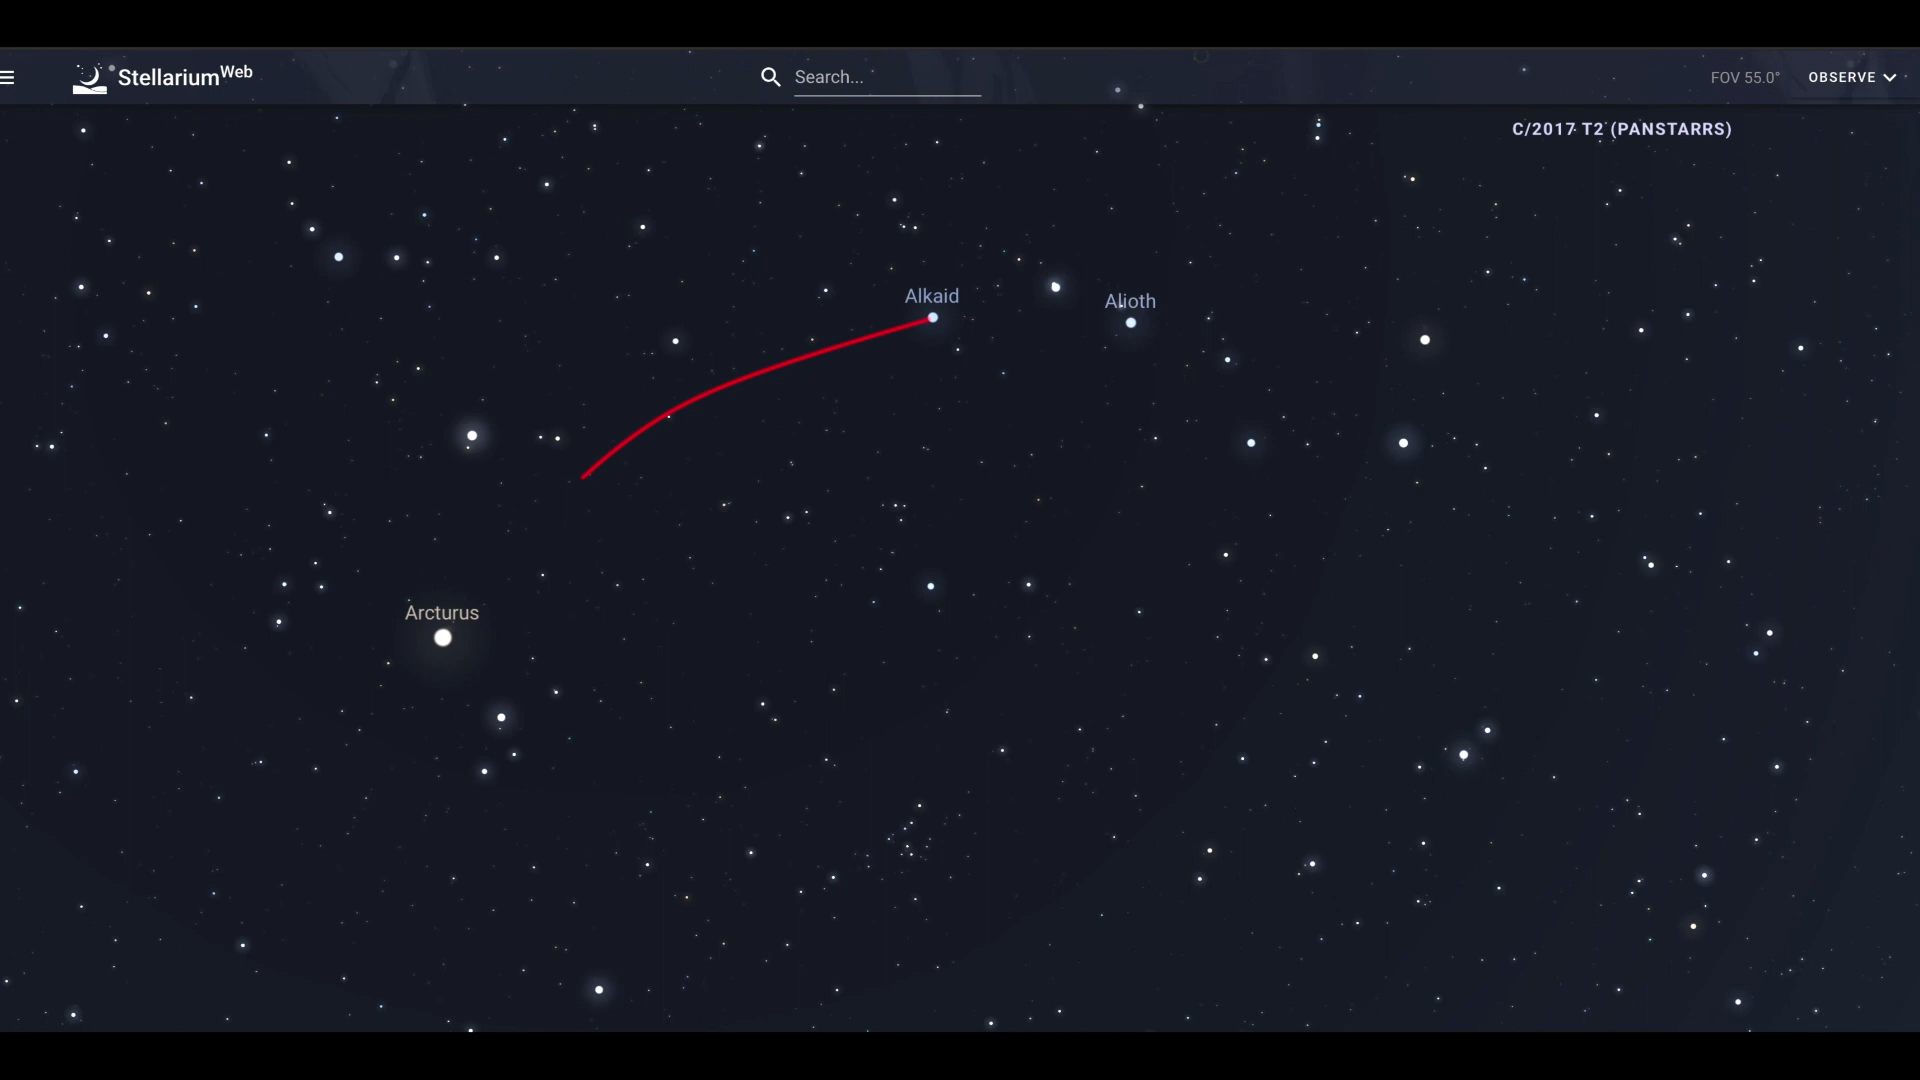 StellariumWeb
Search...
FOV 55.0°
OBSERVE
C/2017 T2 (PANSTARRS)
Alkaid
Alioth
Arcturus